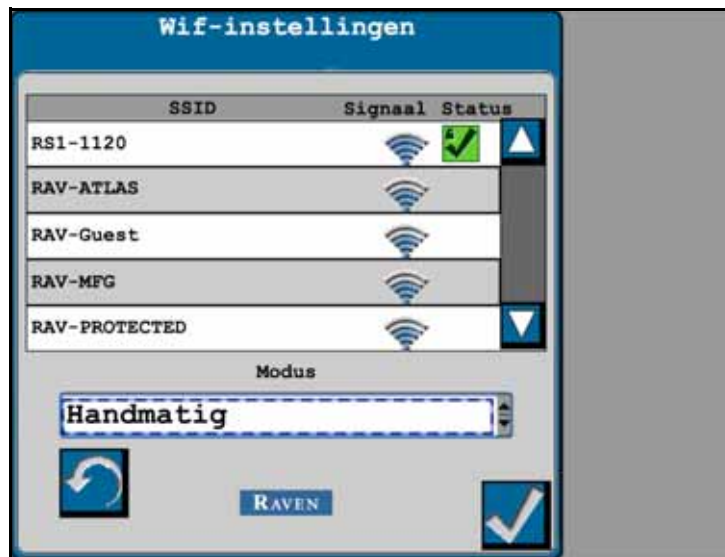 Wif-instellingen
SSID Signaal Status
RS1-1120
RAV-ATLAS
RAV-Guest
RAV-MFG
RAV-PROTECTED
Modus
Handmatig
RAVEN